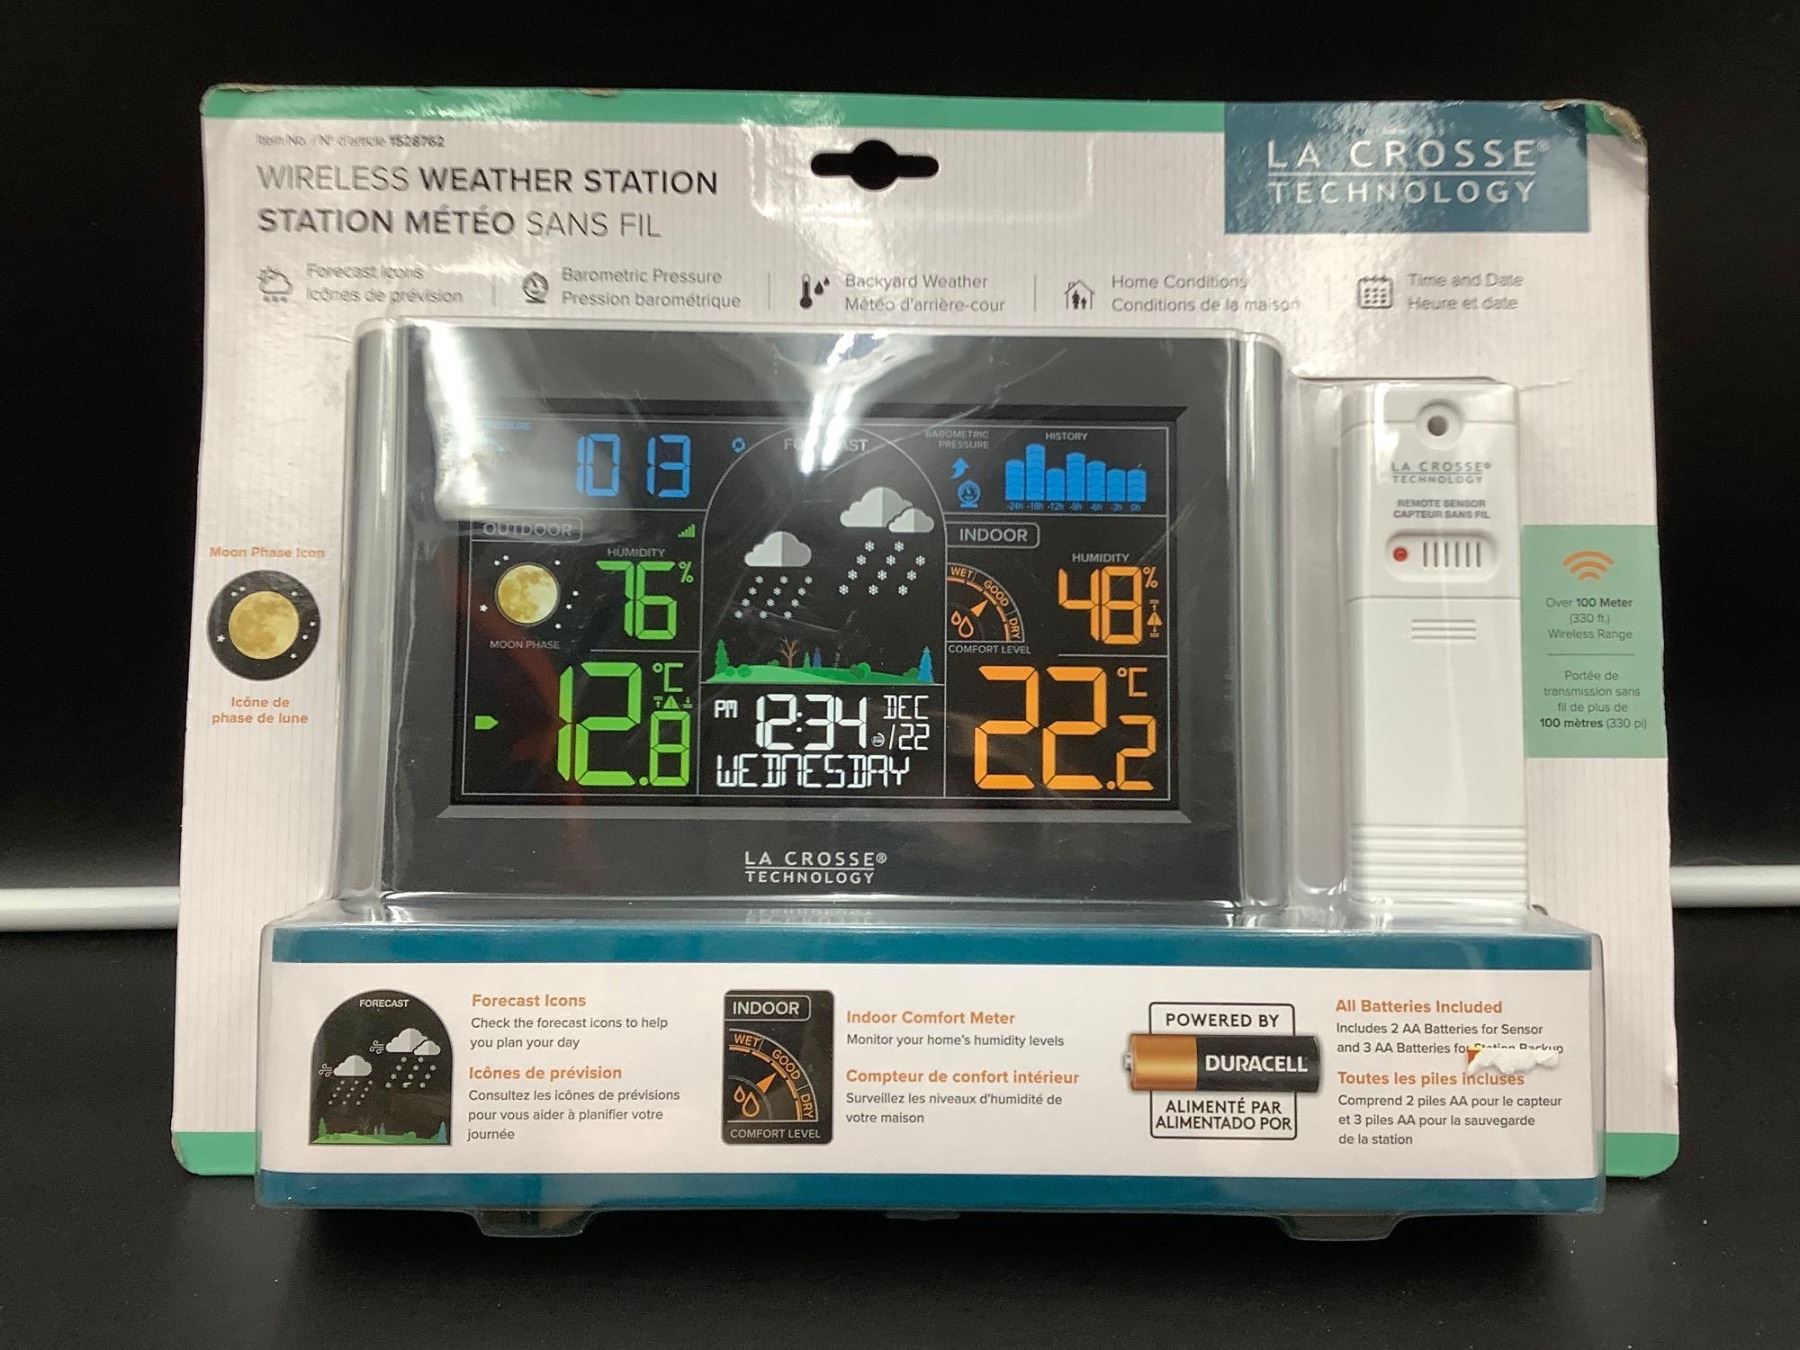 Item No. / N° d'article 1528762
WIRELESS WEATHER STATION
STATION MÉTÉO SANS FIL
LA CROSSE®
TECHNOLOGY
Forecast Icons
Icônes de prévision
Barometric Pressure
Pression barométrique
Backyard Weather
Météo d'arrière-cour
Home Conditions
Conditions de la maison
Time and Date
Heure et date
Moon Phase Icon
Icône de
phase de lune
1013
FORECAST
BAROMETRIC
PRESSURE
HISTORY
-24h -18h -12h -9h -6h -3h 0h
OUTDOOR
HUMIDITY
76%
MOON PHASE
12.8 °C
PM 12:34 DEC
/22
WEDNESDAY
INDOOR
HUMIDITY
48%
WET GOOD DRY
COMFORT LEVEL
22.2 °C
LA CROSSE®
TECHNOLOGY
LA CROSSE®
TECHNOLOGY
REMOTE SENSOR
CAPTEUR SANS FIL
Over 100 Meter
(330 ft.)
Wireless Range
Portée de
transmission sans
fil de plus de
100 mètres (330 pi)
FORECAST
Forecast Icons
Check the forecast icons to help
you plan your day
Icônes de prévision
Consultez les icônes de prévisions
pour vous aider à planifier votre
journée
INDOOR
WET GOOD DRY
COMFORT LEVEL
Indoor Comfort Meter
Monitor your home's humidity levels
Compteur de confort intérieur
Surveillez les niveaux d'humidité de
votre maison
POWERED BY
DURACELL
ALIMENTÉ PAR
ALIMENTADO POR
All Batteries Included
Includes 2 AA Batteries for Sensor
and 3 AA Batteries for Station Backup
Toutes les piles incluses
Comprend 2 piles AA pour le capteur
et 3 piles AA pour la sauvegarde
de la station